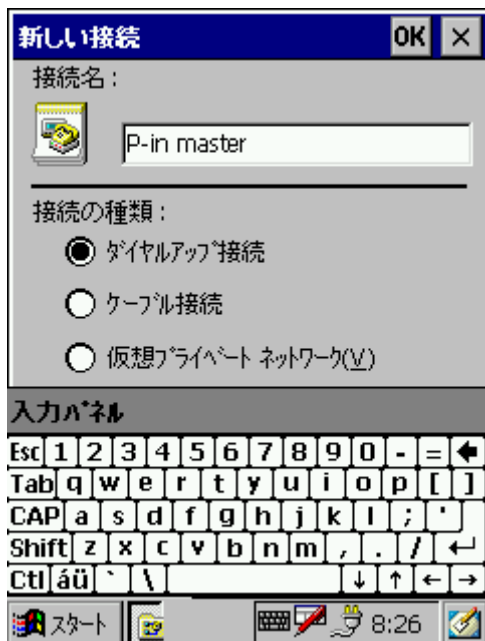 新しい接続 OK ×
接続名：
P-in master
接続の種類：
ﾀﾞｲﾔﾙｱｯﾌﾟ接続
ｹｰﾌﾞﾙ接続
仮想ﾌﾟﾗｲﾍﾞｰﾄ ﾈｯﾄﾜｰｸ(V)
入力ﾊﾟﾈﾙ
Esc 1 2 3 4 5 6 7 8 9 0 - = 🡸
Tab q w e r t y u i o p [ ]
CAP a s d f g h j k l ; '
Shift z x c v b n m , . / ↵
Ctl áü ` \ ↓ ↑ ← →
ｽﾀｰﾄ 8:26